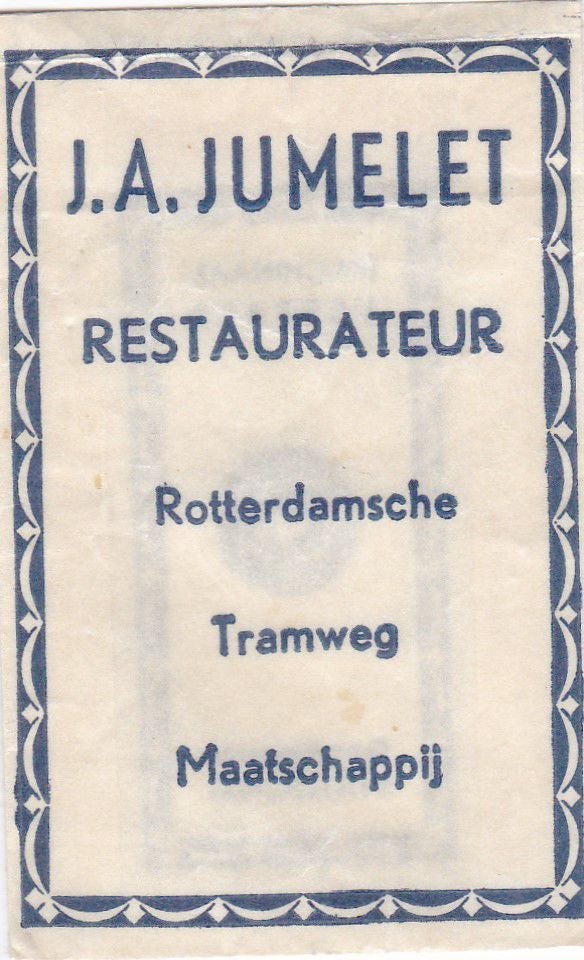 J.A. JUMELET
RESTAURATEUR
Rotterdamsche
Tramweg
Maatschappij